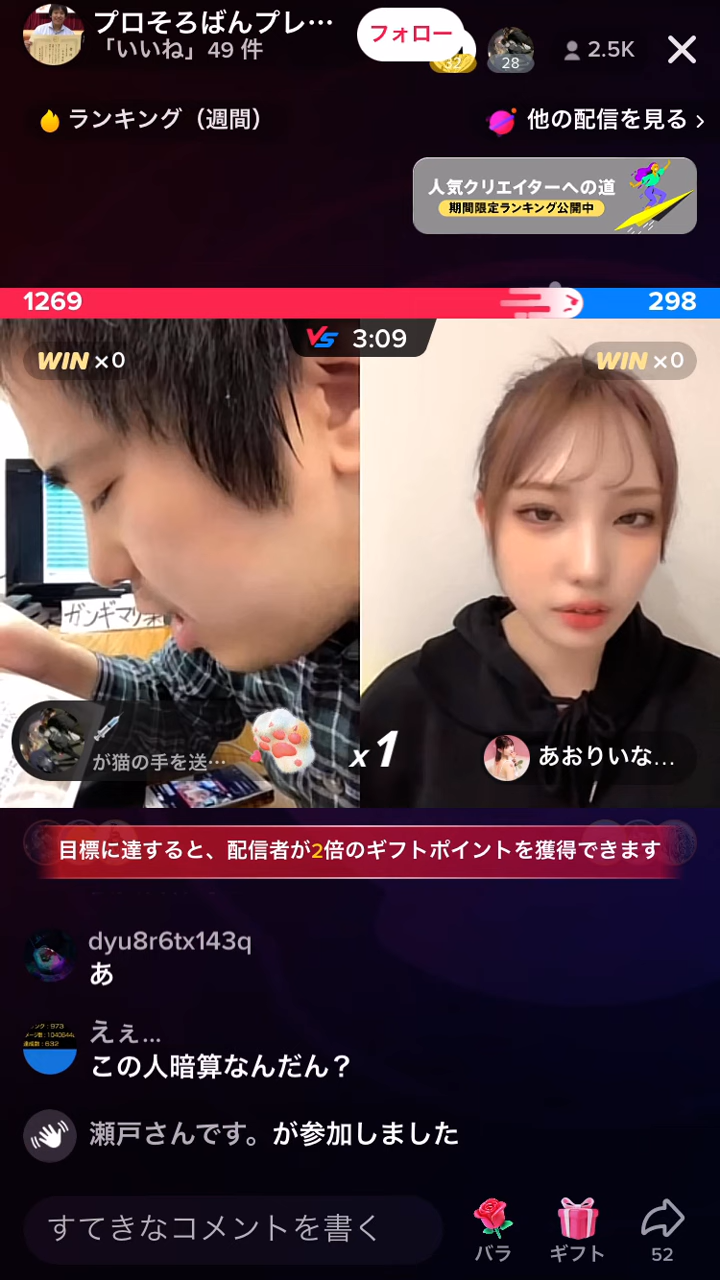 プロそろばんプレ…
「いいね」49 件
フォロー
32
28
2.5K
ランキング（週間）
他の配信を見る
人気クリエイターへの道
期間限定ランキング公開中
1269
298
VS 3:09
WIN x0
WIN x0
が猫の手を送…
x1
あおりいな…
目標に達すると、配信者が2倍のギフトポイントを獲得できます
dyu8r6tx143q
あ
えぇ...
この人暗算なんだん？
瀬戸さんです。が参加しました
すてきなコメントを書く
バラ
ギフト
52